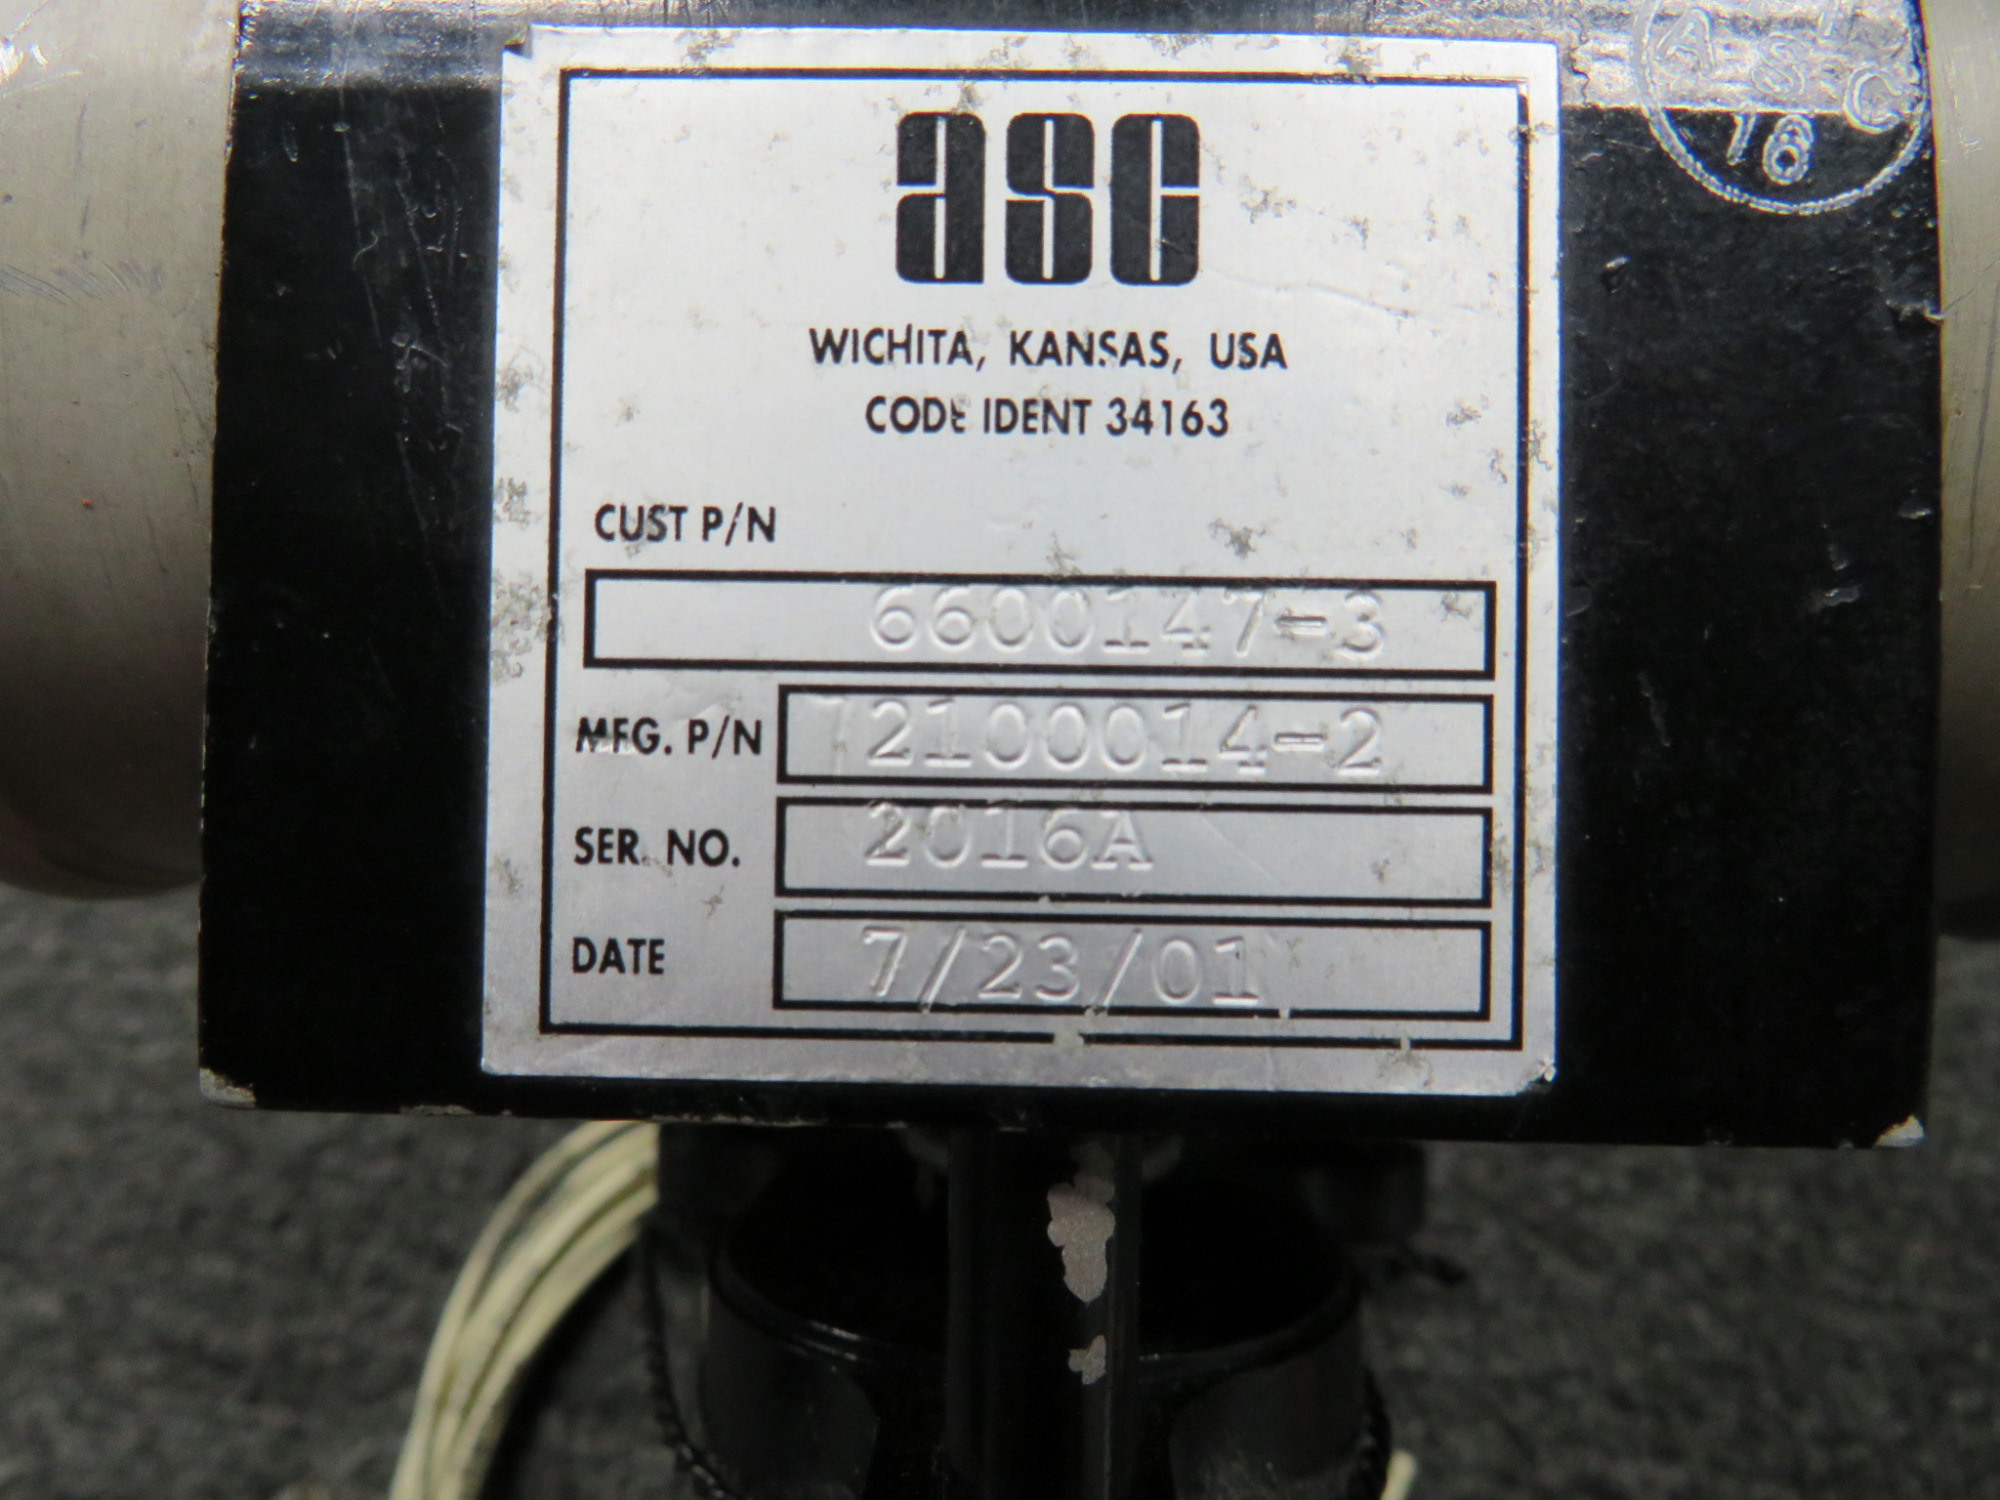 asc
WICHITA, KANSAS, USA
CODE IDENT 34163
CUST P/N
6600147-3
MFG. P/N 72100014-2
SER. NO. 2016A
DATE 7/23/01
A S C
16